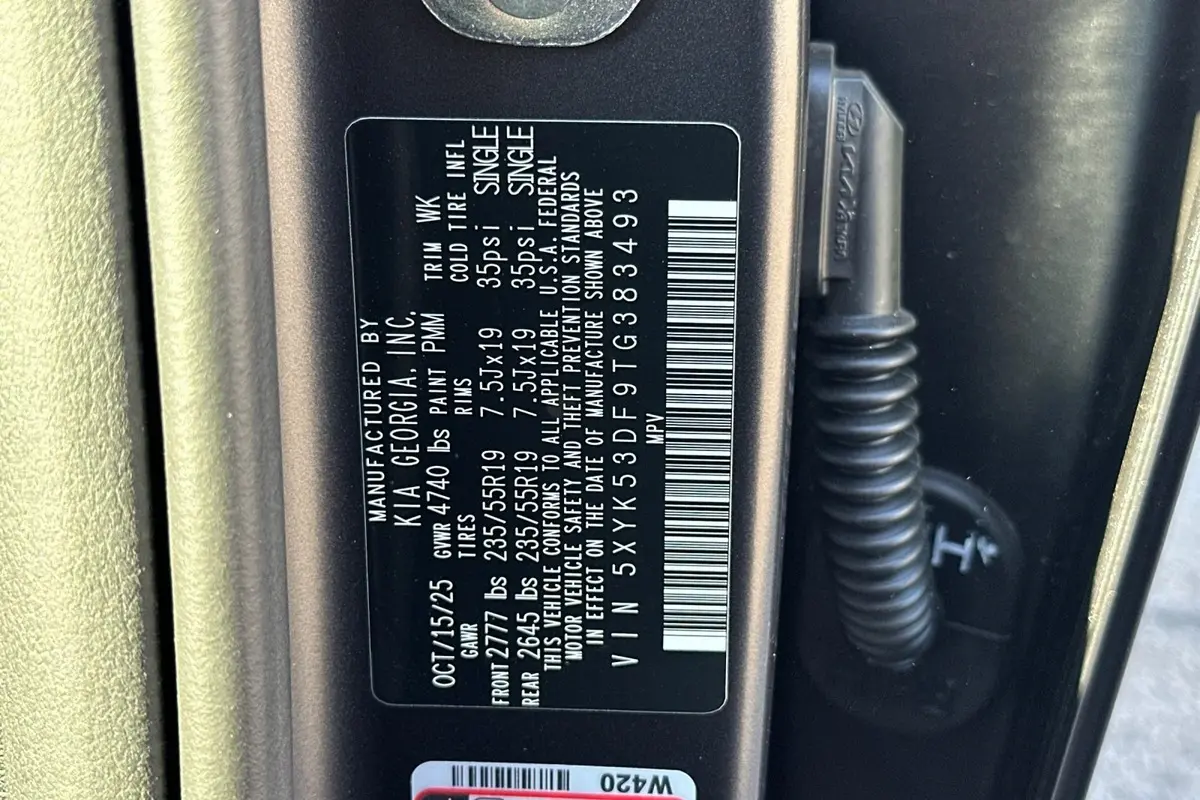 MANUFACTURED BY
KIA GEORGIA, INC.
OCT/15/25 GVWR 4740 lbs PAINT PMM TRIM WK
GAWR TIRES RIMS COLD TIRE INFL
FRONT 2777 lbs 235/55R19 7.5Jx19 35psi SINGLE
REAR 2645 lbs 235/55R19 7.5Jx19 35psi SINGLE
THIS VEHICLE CONFORMS TO ALL APPLICABLE U.S.A. FEDERAL
MOTOR VEHICLE SAFETY AND THEFT PREVENTION STANDARDS
IN EFFECT ON THE DATE OF MANUFACTURE SHOWN ABOVE
VIN 5XYK53DF9TG383493
MPV
W420
H